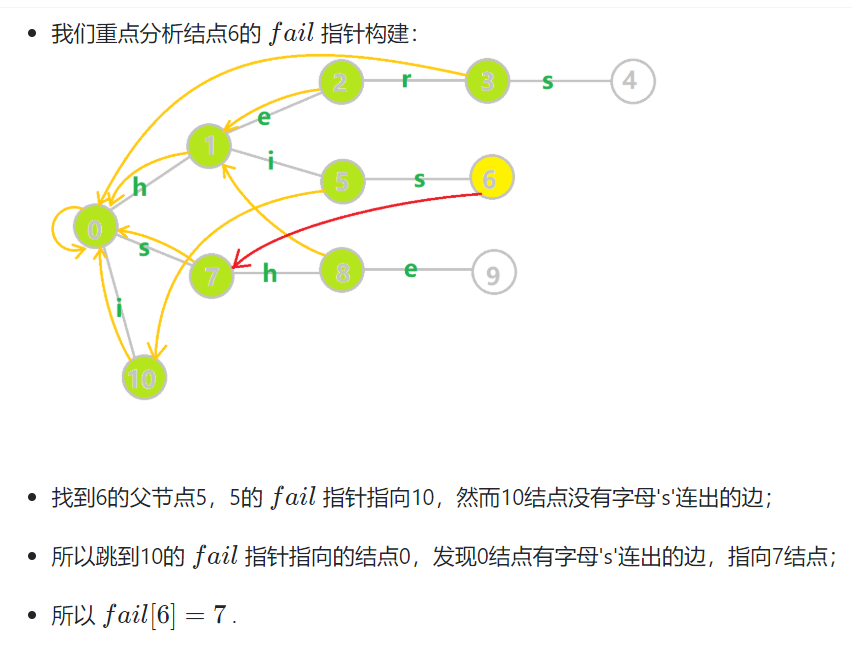 我们重点分析结点6的 fail 指针构建：
2 r 3 s 4
e
1
i
5 s 6
h
0
s
7 h 8 e 9
i
10
找到6的父节点5，5的 fail 指针指向10，然而10结点没有字母's'连出的边；
所以跳到10的 fail 指针指向的结点0，发现0结点有字母's'连出的边，指向7结点；
所以 fail[6] = 7 .